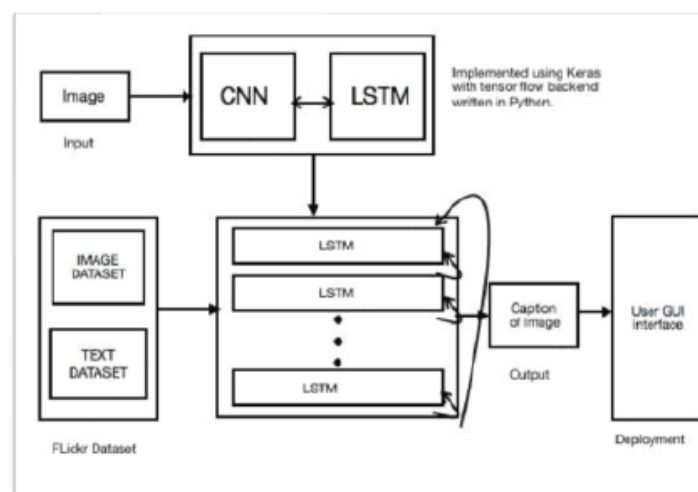 Image
Input
CNN
LSTM
Implemented using Keras
with tensor flow backend
written in Python.
IMAGE
DATASET
TEXT
DATASET
FLickr Dataset
LSTM
LSTM
LSTM
Caption
of image
Output
User GUI
interface
Deployment